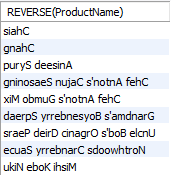 REVERSE(ProductName)
siahC
gnahC
puryS deesinA
gninosaeS nujaC s'notnA fehC
xiM obmuG s'notnA fehC
daerpS yrrebnesyoB s'amdnarG
sraeP deirD cinagrO s'boB elcnU
ecuaS yrrebnarC sdoowhtroN
ukiN eboK ihsiM